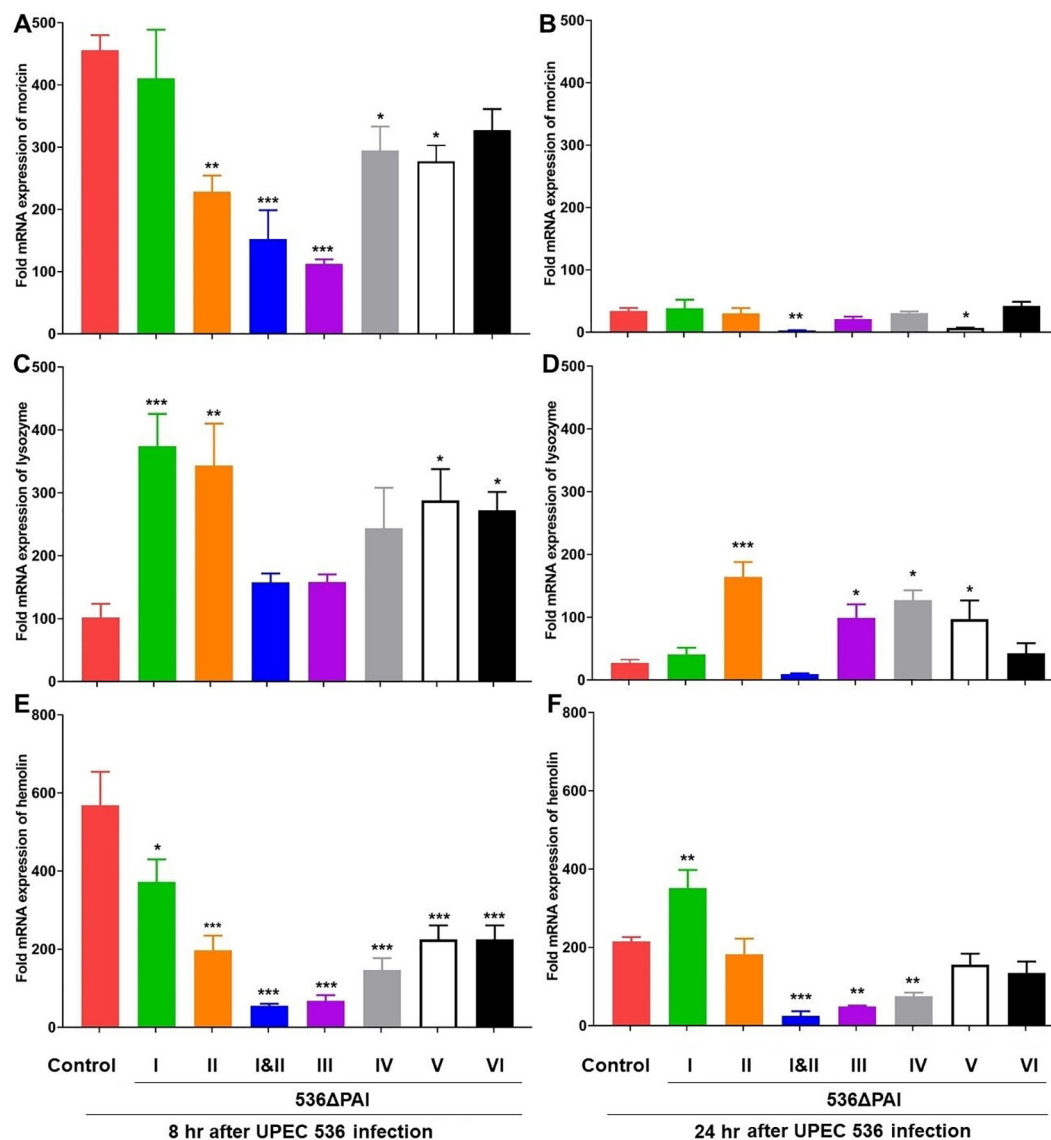 A
Fold mRNA expression of moricin
500
400
300
200
100
0
** *** *** * *
B
Fold mRNA expression of moricin
500
400
300
200
100
0
** *
C
Fold mRNA expression of lysozyme
500
400
300
200
100
0
*** ** * *
D
Fold mRNA expression of lysozyme
500
400
300
200
100
0
*** * * *
E
Fold mRNA expression of hemolin
800
600
400
200
0
* *** *** *** *** *** ***
F
Fold mRNA expression of hemolin
800
600
400
200
0
** *** ** **
Control I II I&II III IV V VI
536ΔPAI
8 hr after UPEC 536 infection
Control I II I&II III IV V VI
536ΔPAI
24 hr after UPEC 536 infection